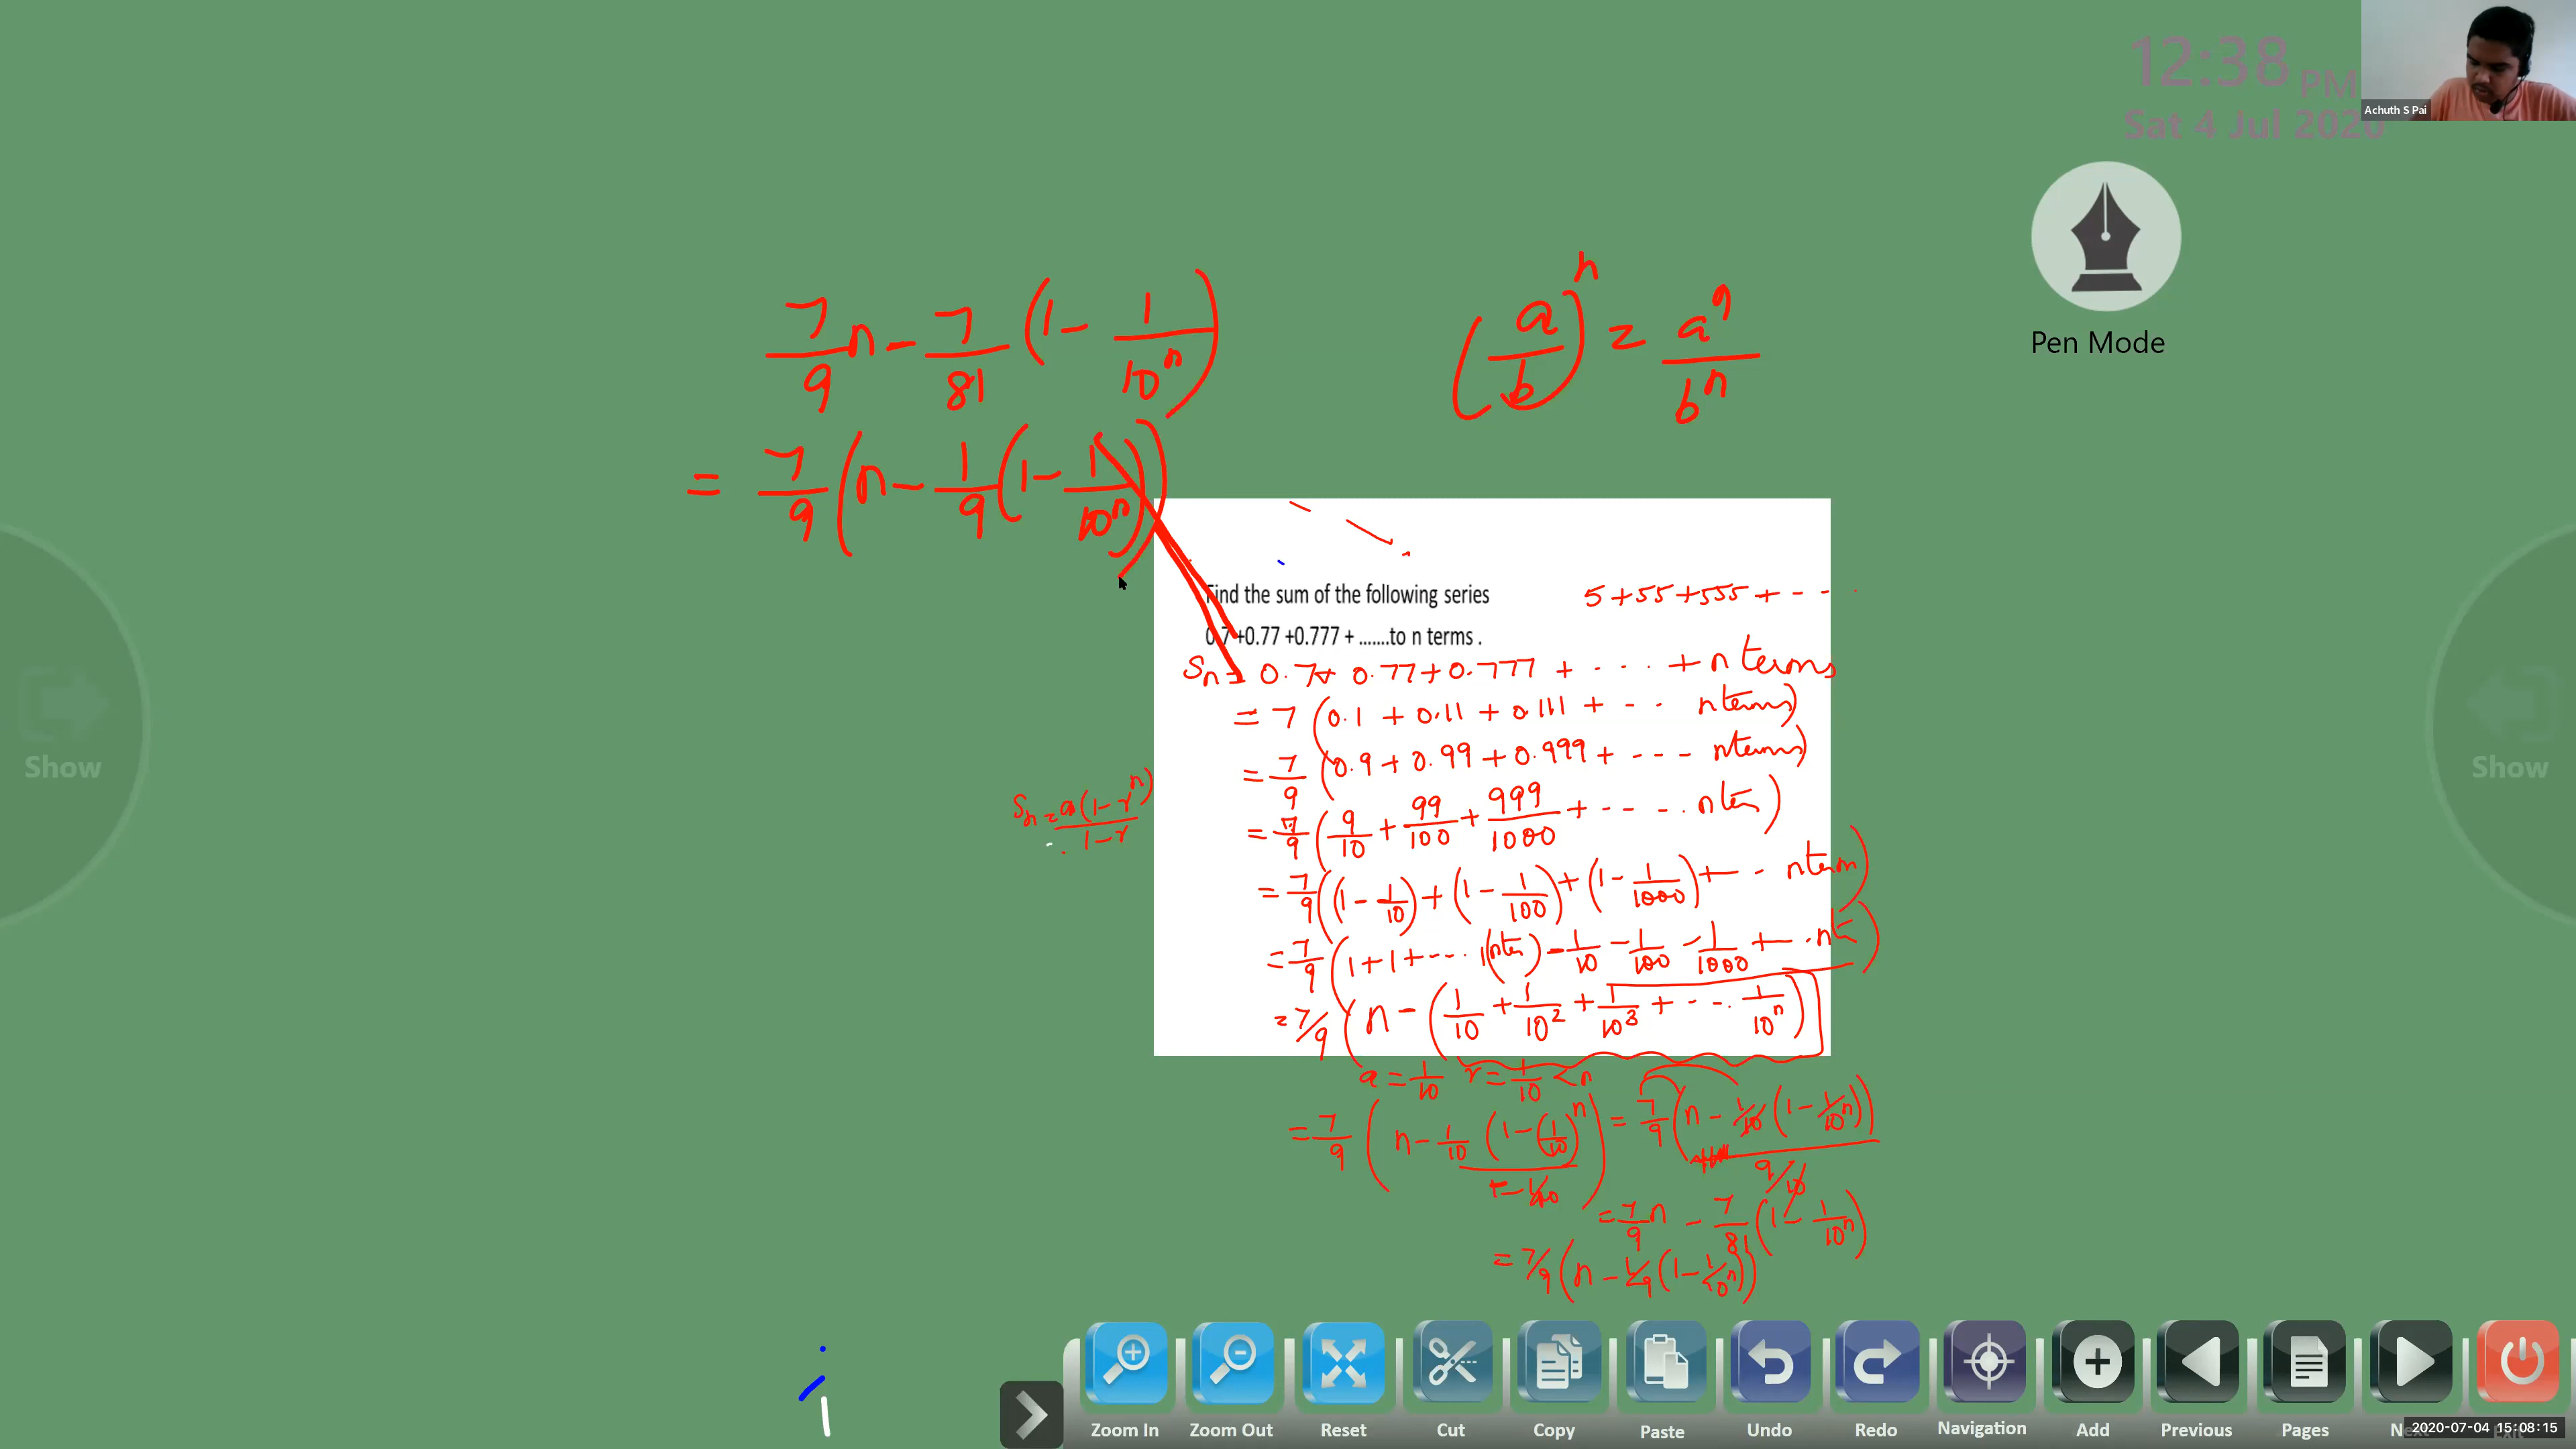 12:38 PM
Sat 4 Jul 2020
Achuth S Pai
Pen Mode
7/9 n - 7/81 (1 - 1/10^n)
(a/b)^n = a^n/b^n
= 7/9 (n - 1/9 (1 - 1/10^n))
Find the sum of the following series
5 + 55 + 555 + - - -
0.7 +0.77 +0.777 + .......to n terms .
Sn = 0.7 + 0.77 + 0.777 + . . . . + n terms
= 7 (0.1 + 0.11 + 0.111 + - - n terms)
= 7/9 (0.9 + 0.99 + 0.999 + - - - n terms)
Sn = a(1 - r^n)/1 - r
= 7/9 (9/10 + 99/100 + 999/1000 + - - - . n ter)
= 7/9 ((1 - 1/10) + (1 - 1/100) + (1 - 1/1000) + - - n term)
= 7/9 (1 + 1 + - - . (n ter) - 1/10 - 1/100 - 1/1000 + - .
= 7/9 (n - (1/10 + 1/10^2 + 1/10^3 + - - . 1/10^n))
a = 1/10 r = 1/10 < n
= 7/9 (n - 1/10 (1 - (1/10)^n)/1 - 1/10) = 7/9 (n - 1/10 (1 - 1/10^n)/9/10)
= 7/9 n - 7/81 (1 - 1/10^n)
= 7/9 (n - 1/9 (1 - 1/10^n))
Show
Show
Zoom In
Zoom Out
Reset
Cut
Copy
Paste
Undo
Redo
Navigation
Add
Previous
Pages
2020-07-04 15:08:15